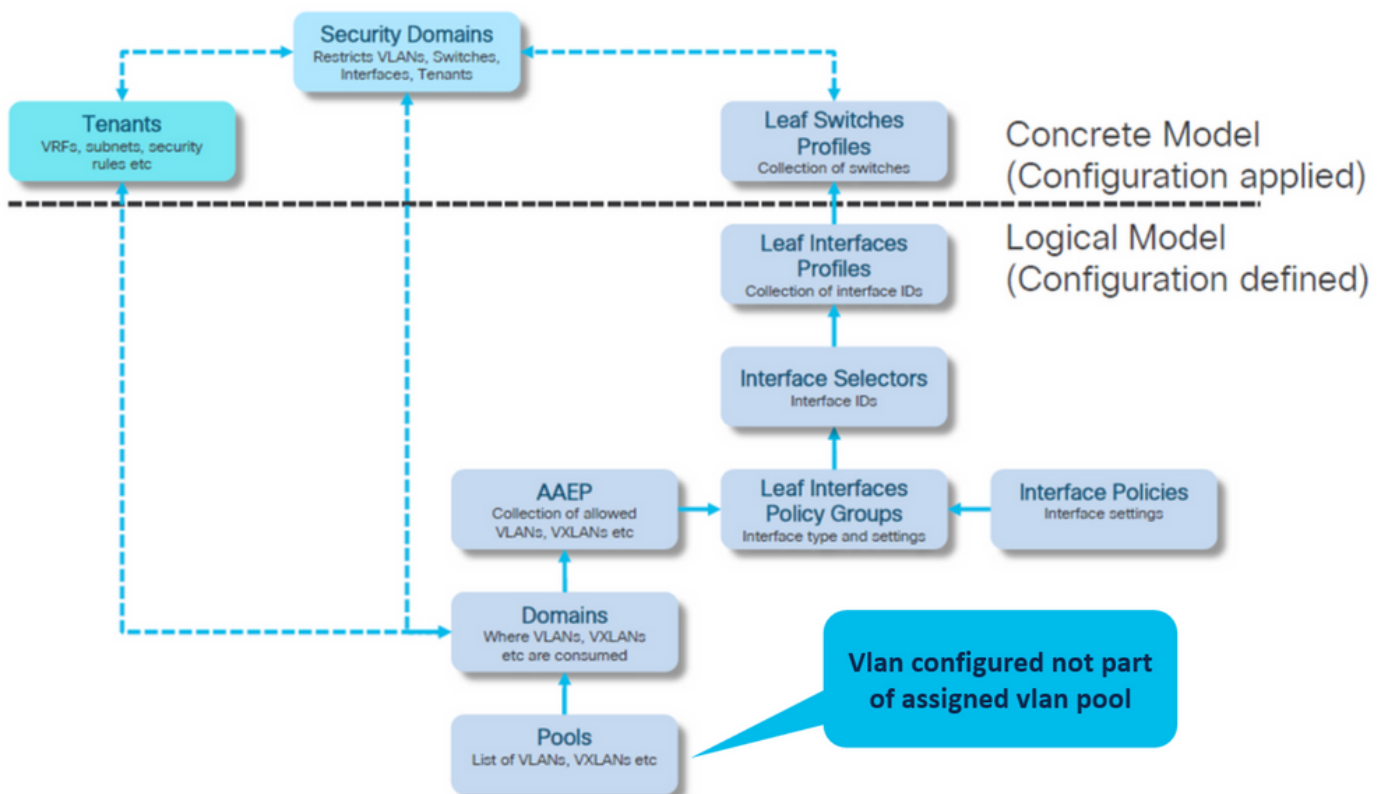 Security Domains
Restricts VLANs, Switches,
Interfaces, Tenants
Tenants
VRFs, subnets, security
rules etc
Leaf Switches
Profiles
Collection of switches
Concrete Model
(Configuration applied)
Logical Model
(Configuration defined)
Leaf Interfaces
Profiles
Collection of interface IDs
Interface Selectors
Interface IDs
AAEP
Collection of allowed
VLANs, VXLANs etc
Leaf Interfaces
Policy Groups
Interface type and settings
Interface Policies
Interface settings
Domains
Where VLANs, VXLANs
etc are consumed
Vlan configured not part
of assigned vlan pool
Pools
List of VLANs, VXLANs etc